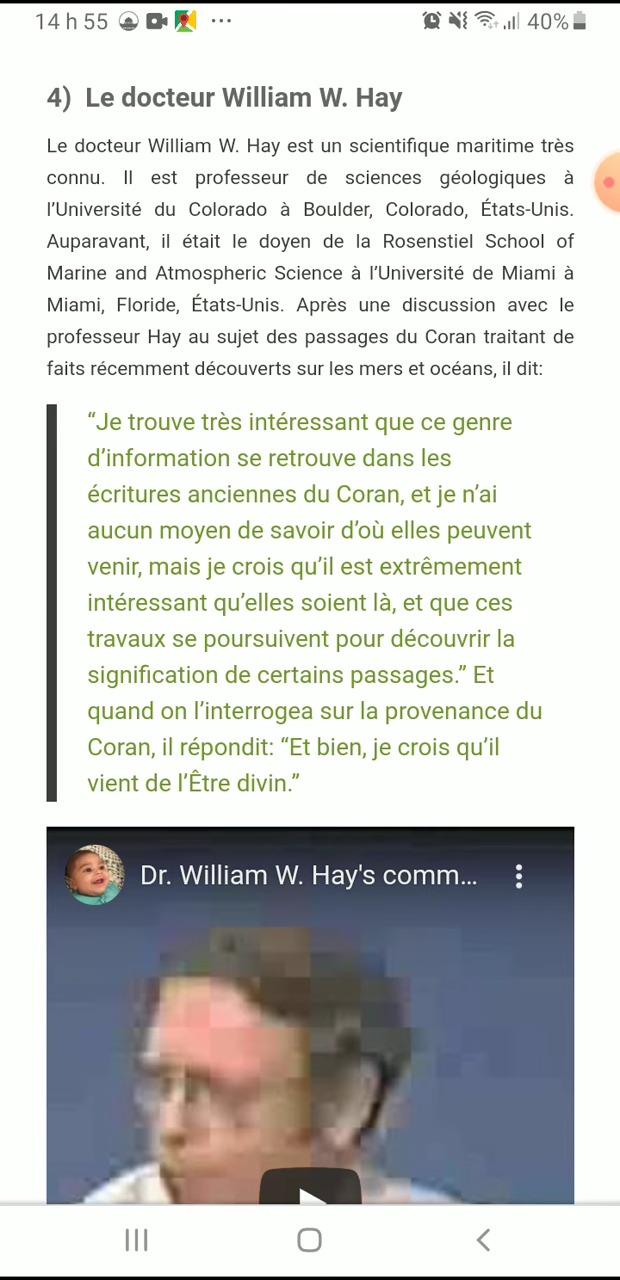 14 h 55 ... 40%
4) Le docteur William W. Hay
Le docteur William W. Hay est un scientifique maritime très
connu. Il est professeur de sciences géologiques à
l’Université du Colorado à Boulder, Colorado, États-Unis.
Auparavant, il était le doyen de la Rosenstiel School of
Marine and Atmospheric Science à l’Université de Miami à
Miami, Floride, États-Unis. Après une discussion avec le
professeur Hay au sujet des passages du Coran traitant de
faits récemment découverts sur les mers et océans, il dit:
“Je trouve très intéressant que ce genre
d’information se retrouve dans les
écritures anciennes du Coran, et je n’ai
aucun moyen de savoir d’où elles peuvent
venir, mais je crois qu’il est extrêmement
intéressant qu’elles soient là, et que ces
travaux se poursuivent pour découvrir la
signification de certains passages.” Et
quand on l’interrogea sur la provenance du
Coran, il répondit: “Et bien, je crois qu’il
vient de l’Être divin.”
Dr. William W. Hay's comm...